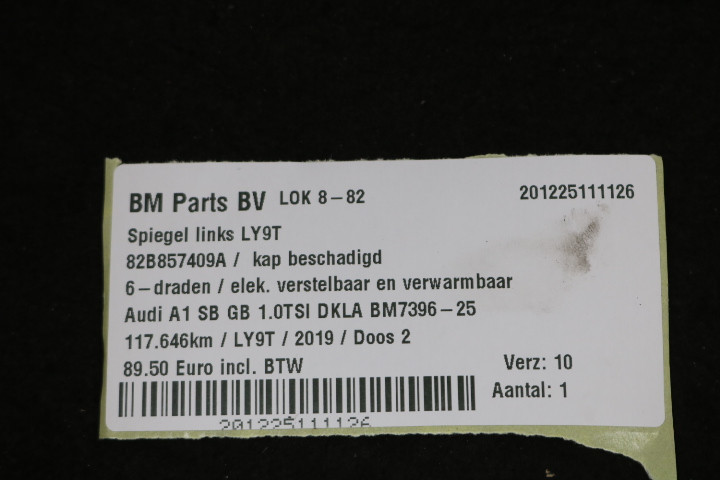 BM Parts BV LOK 8-82 201225111126
Spiegel links LY9T
82B857409A / kap beschadigd
6-draden / elek. verstelbaar en verwarmbaar
Audi A1 SB GB 1.0TSI DKLA BM7396-25
117.646km / LY9T / 2019 / Doos 2
89.50 Euro incl. BTW Verz: 10
Aantal: 1
201225111126